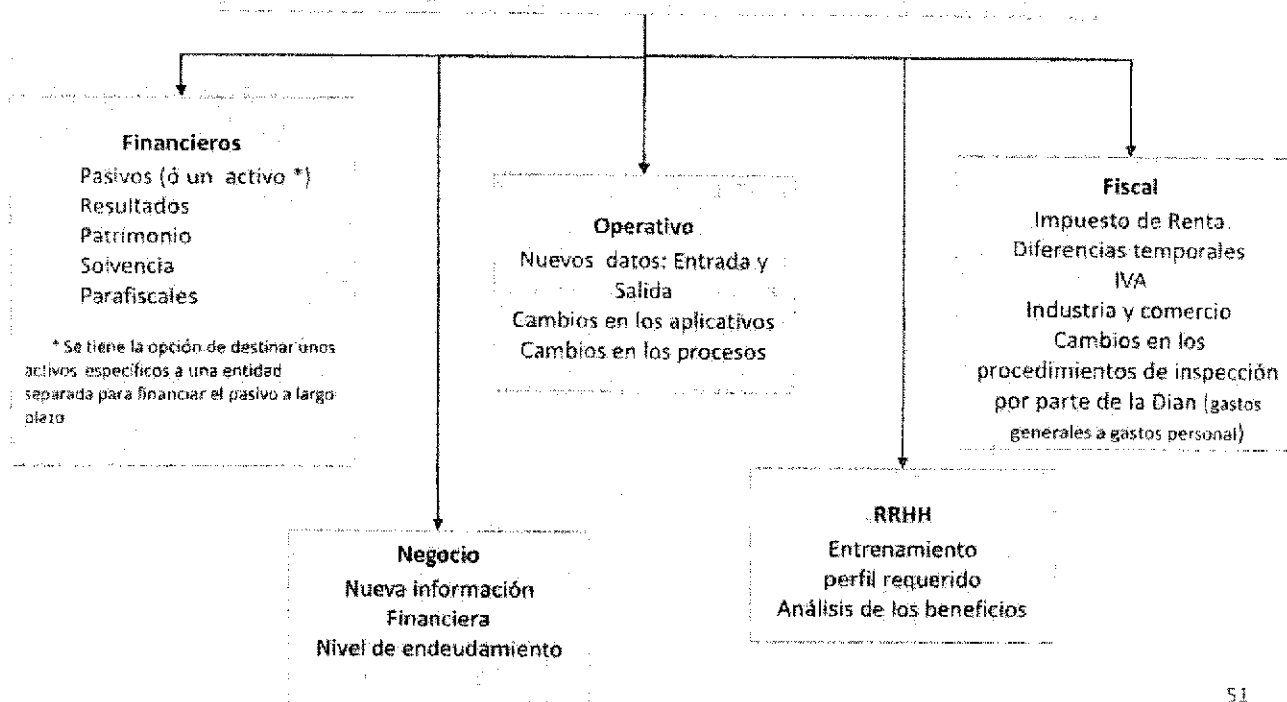 Financieros
Pasivos (ó un activo *)
Resultados
Patrimonio
Solvencia
Parafiscales
* Se tiene la opción de destinar unos
activos específicos a una entidad
separada para financiar el pasivo a largo
plazo
Negocio
Nueva información
Financiera
Nivel de endeudamiento
Operativo
Nuevos datos: Entrada y
Salida
Cambios en los aplicativos
Cambios en los procesos
RRHH
Entrenamiento
perfil requerido
Análisis de los beneficios
Fiscal
Impuesto de Renta
Diferencias temporales
IVA
Industria y comercio
Cambios en los
procedimientos de inspección
por parte de la Dian (gastos
generales a gastos personal)
51